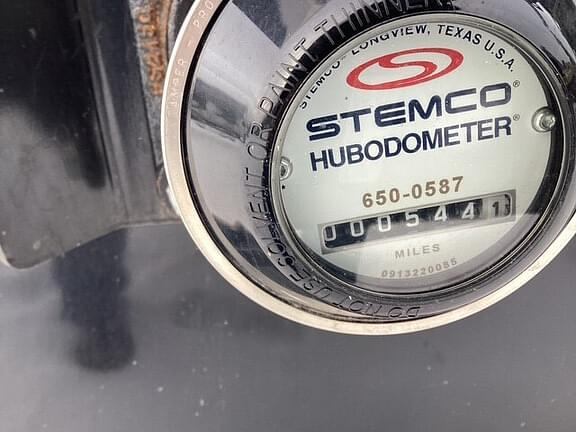 STEMCO LONGVIEW, TEXAS U.S.A.
STEMCO®
HUBODOMETER®
650-0587
0005441
MILES
0913220085
DO NOT USE SOLVENT OR PAINT THINNER